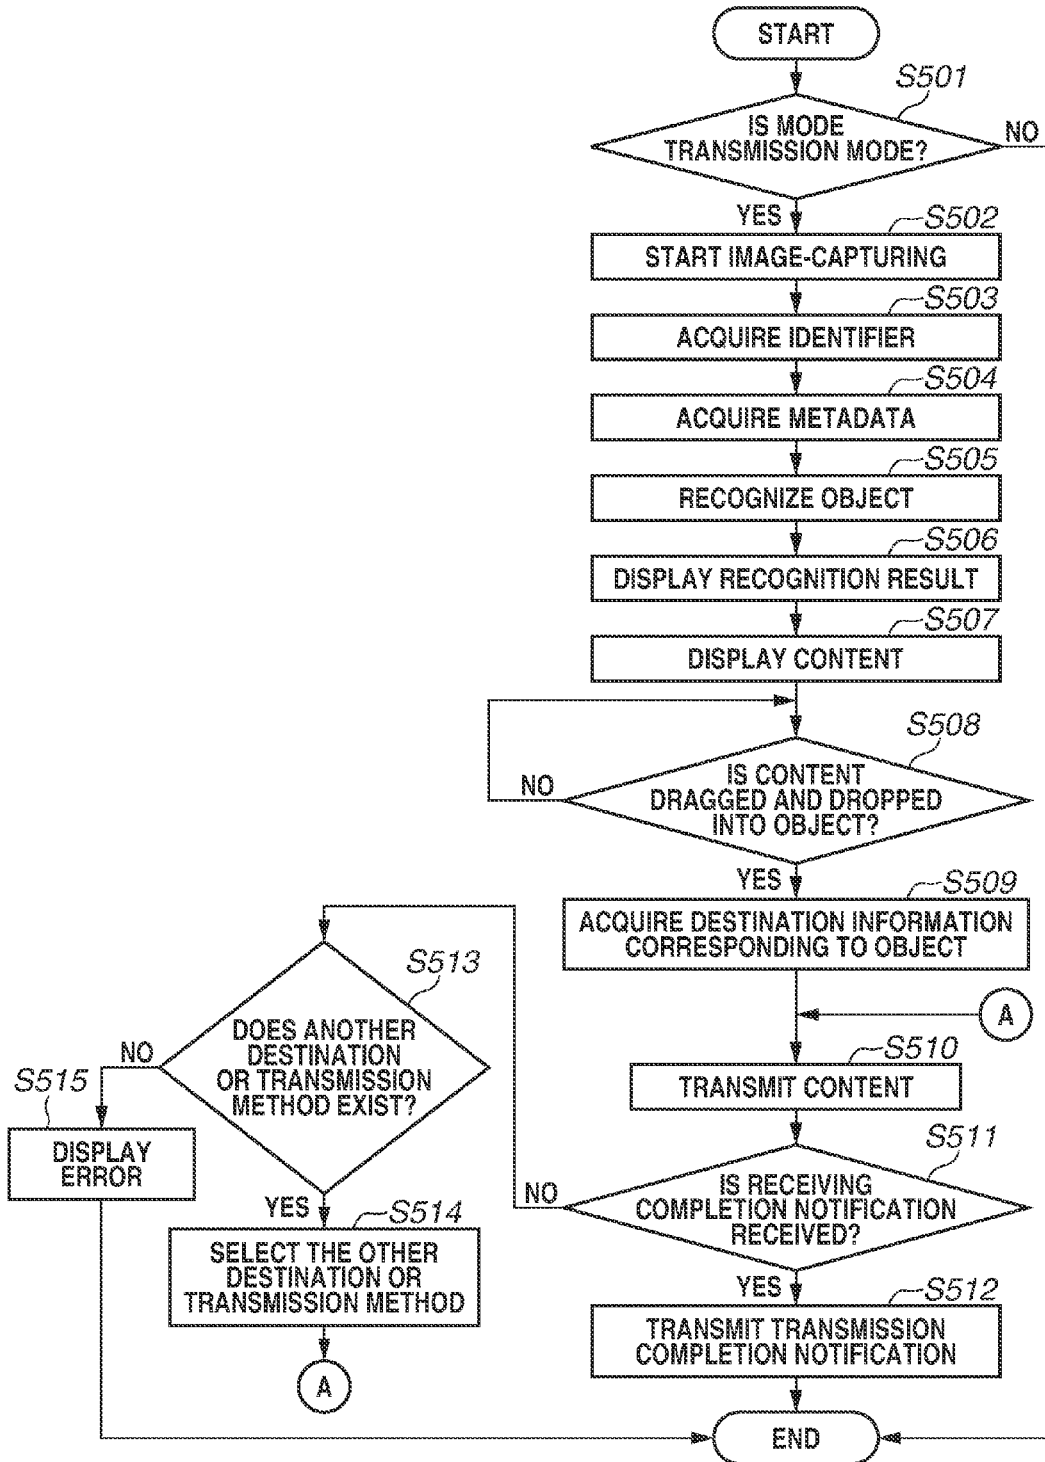 START
S501
IS MODE
TRANSMISSION MODE?
NO
YES
S502
START IMAGE-CAPTURING
S503
ACQUIRE IDENTIFIER
S504
ACQUIRE METADATA
S505
RECOGNIZE OBJECT
S506
DISPLAY RECOGNITION RESULT
S507
DISPLAY CONTENT
S508
IS CONTENT
DRAGGED AND DROPPED
INTO OBJECT?
NO
YES
S509
ACQUIRE DESTINATION INFORMATION
CORRESPONDING TO OBJECT
A
S510
TRANSMIT CONTENT
S511
IS RECEIVING
COMPLETION NOTIFICATION
RECEIVED?
NO
YES
S512
TRANSMIT TRANSMISSION
COMPLETION NOTIFICATION
S513
DOES ANOTHER
DESTINATION
OR TRANSMISSION
METHOD EXIST?
NO
S515
DISPLAY
ERROR
YES
S514
SELECT THE OTHER
DESTINATION OR
TRANSMISSION METHOD
A
END